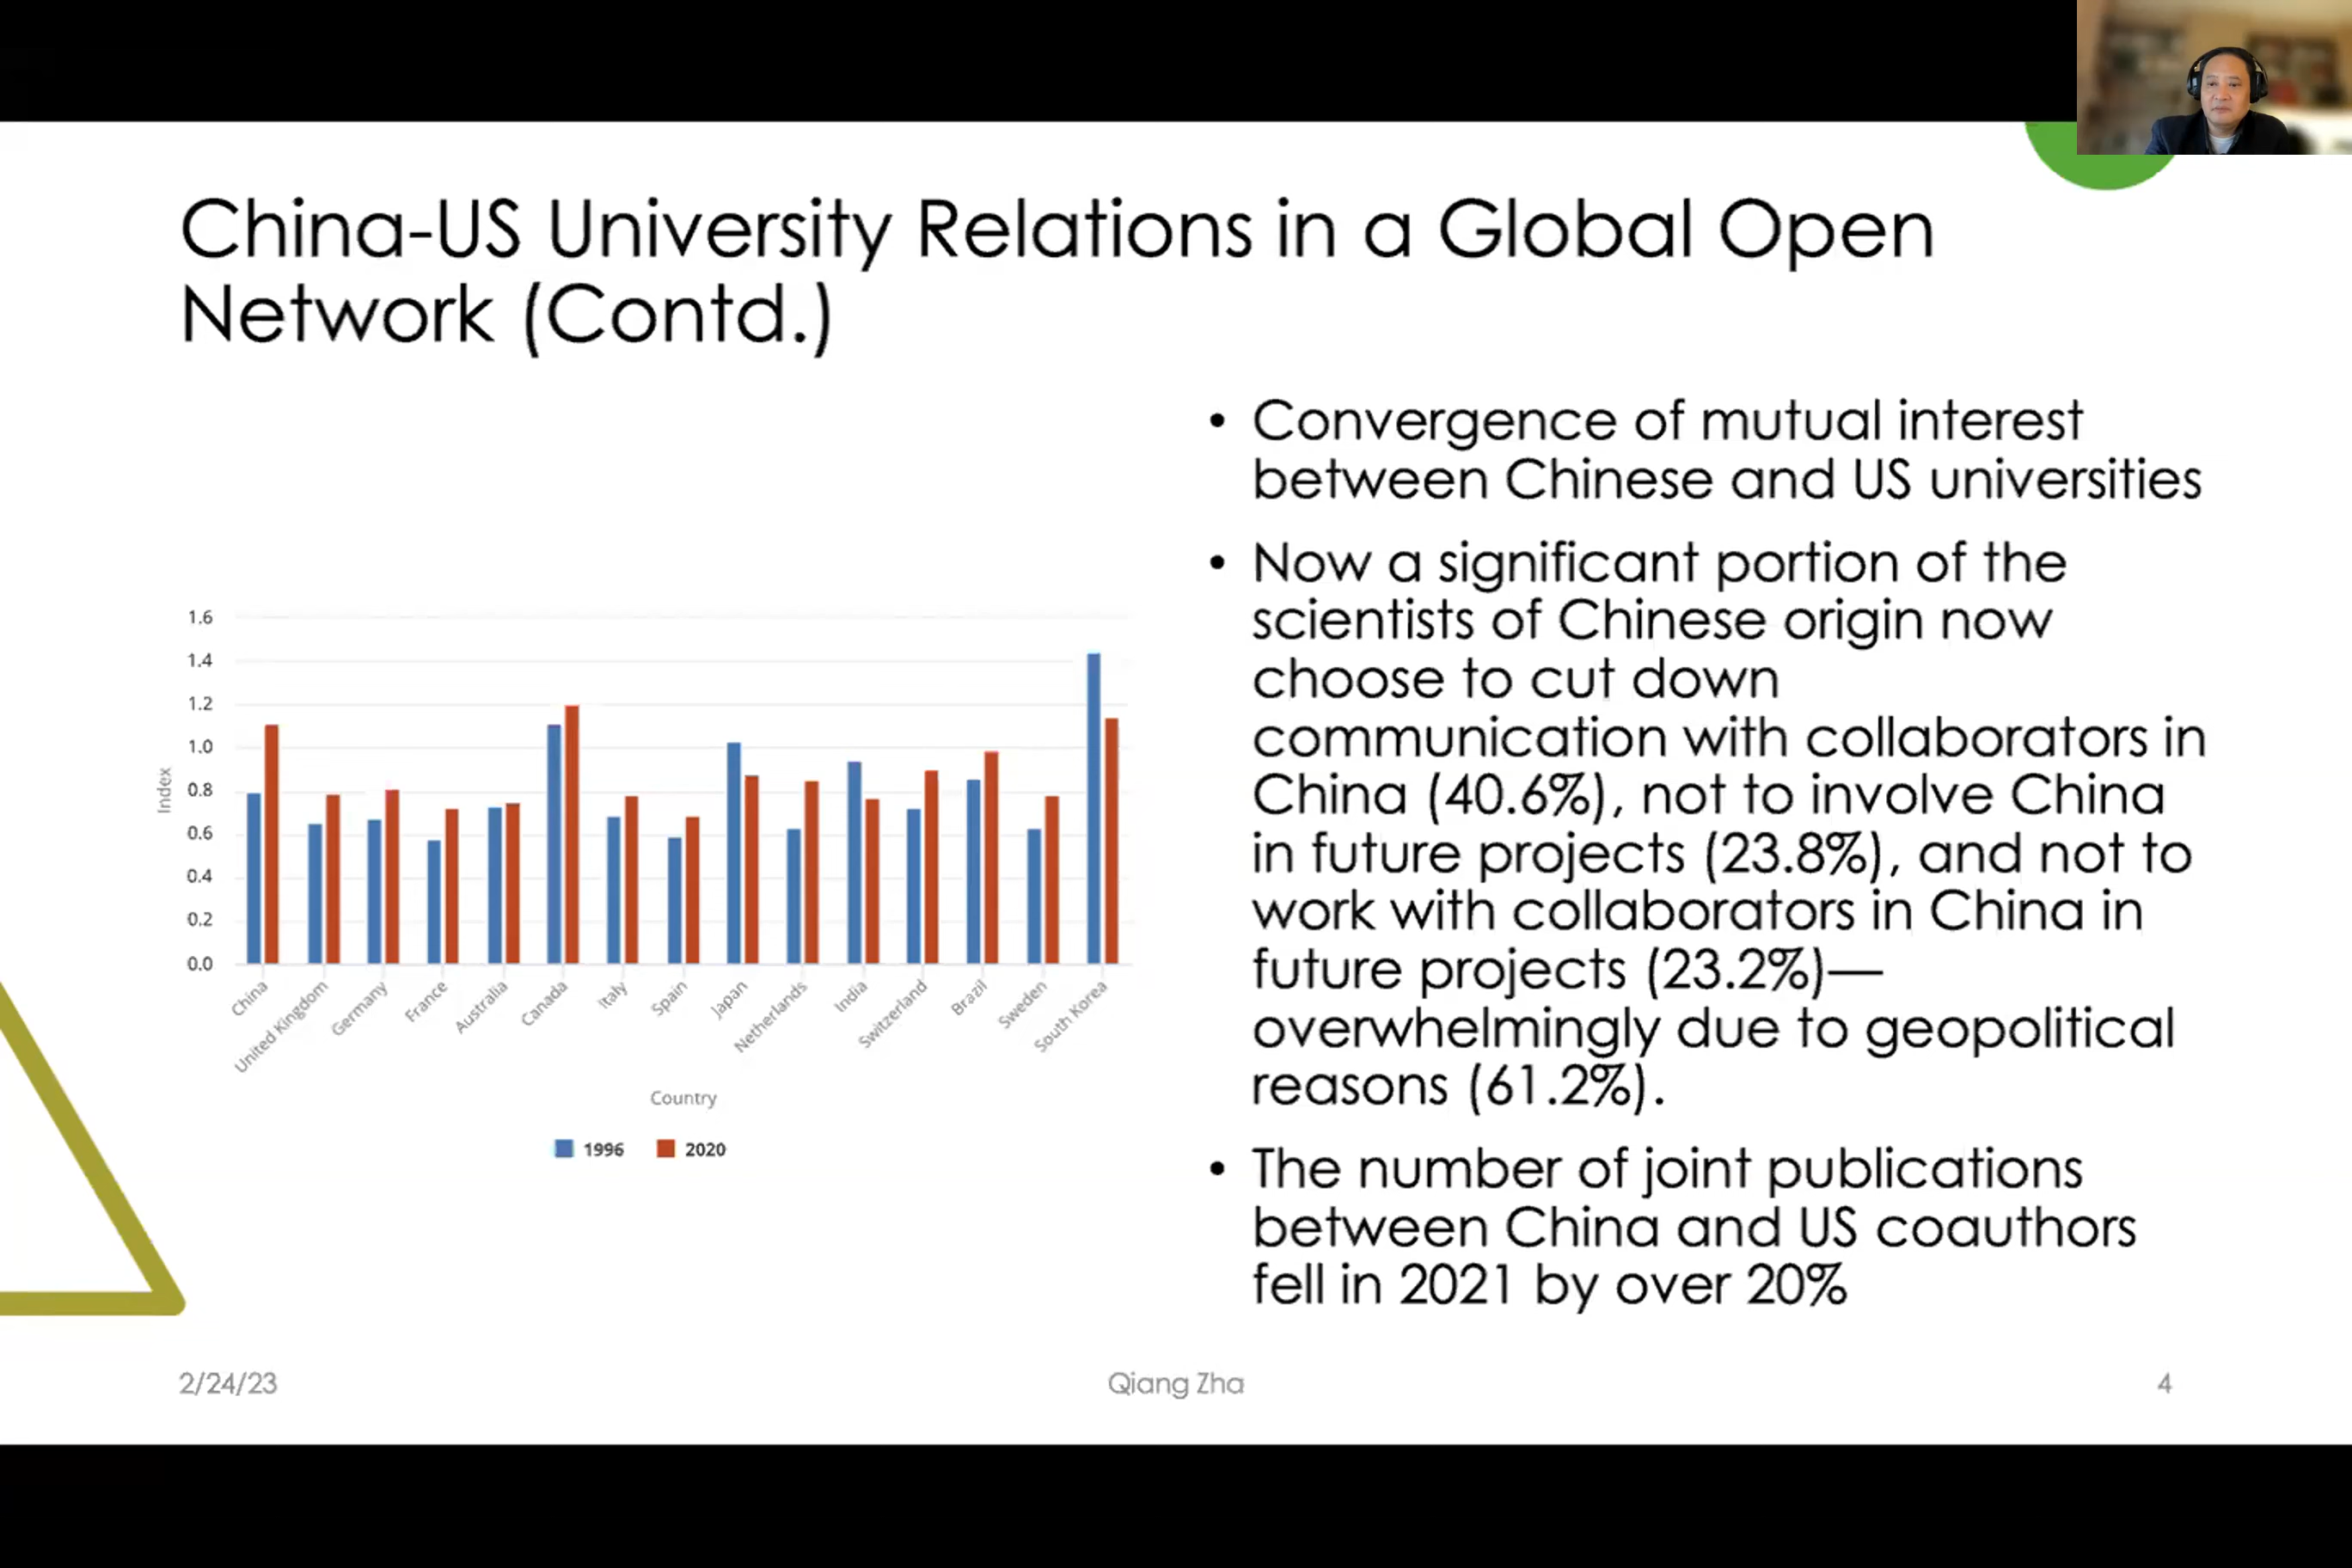 China-US University Relations in a Global Open
Network (Contd.)
1.6
1.4
1.2
1.0
0.8
0.6
0.4
0.2
0.0
Index
China
United Kingdom
Germany
France
Australia
Canada
Italy
Spain
Japan
Netherlands
India
Switzerland
Brazil
Sweden
South Korea
Country
1996 2020
• Convergence of mutual interest
between Chinese and US universities
• Now a significant portion of the
scientists of Chinese origin now
choose to cut down
communication with collaborators in
China (40.6%), not to involve China
in future projects (23.8%), and not to
work with collaborators in China in
future projects (23.2%)—
overwhelmingly due to geopolitical
reasons (61.2%).
• The number of joint publications
between China and US coauthors
fell in 2021 by over 20%
2/24/23
Qiang Zha
4